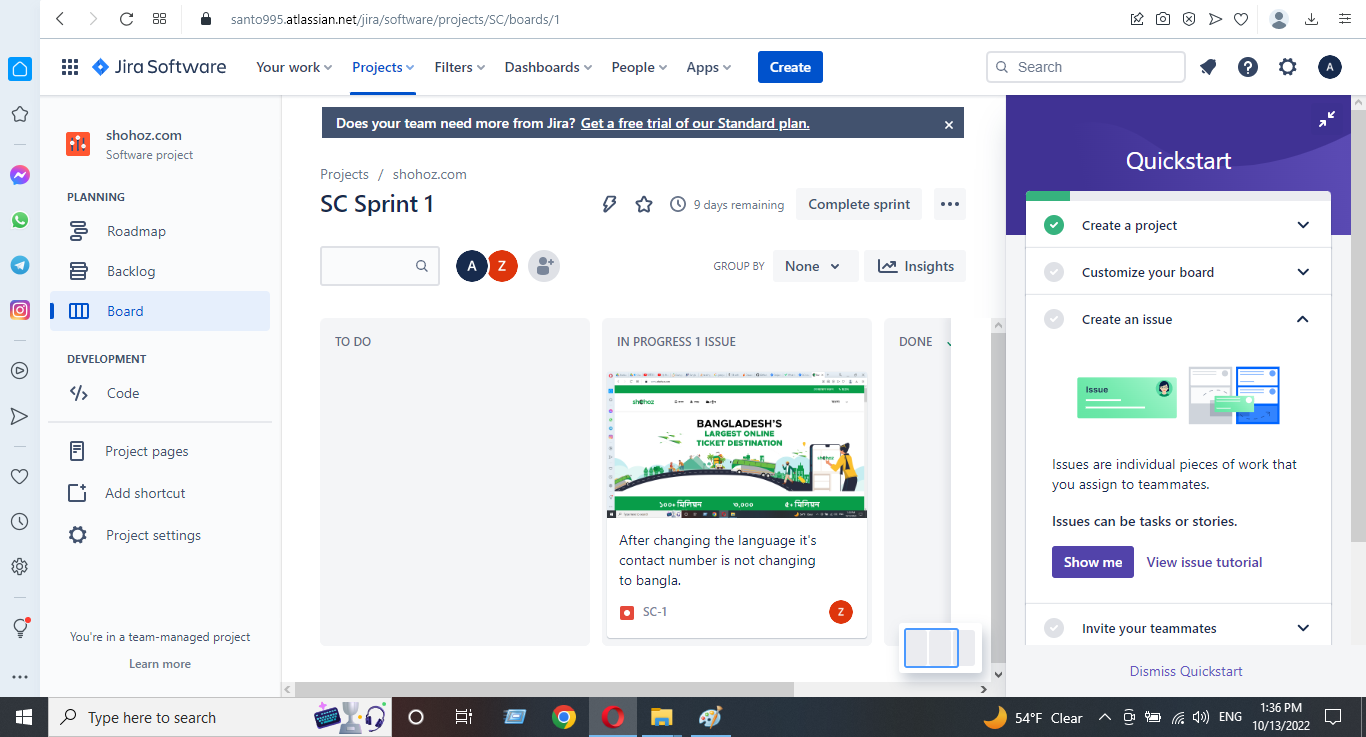 santo995.atlassian.net/jira/software/projects/SC/boards/1
Jira Software
Your work
Projects
Filters
Dashboards
People
Apps
Create
Search
A
shohoz.com
Software project
PLANNING
Roadmap
Backlog
Board
DEVELOPMENT
Code
Project pages
Add shortcut
Project settings
You're in a team-managed project
Learn more
Does your team need more from Jira? Get a free trial of our Standard plan.
Projects / shohoz.com
SC Sprint 1
9 days remaining
Complete sprint
A
Z
GROUP BY
None
Insights
TO DO
IN PROGRESS 1 ISSUE
DONE
shohoz
BANGLADESH'S
LARGEST ONLINE
TICKET DESTINATION
shohoz
১০০+ মিলিয়ন
৫+ মিলিয়ন
After changing the language it's
contact number is not changing
to bangla.
SC-1
Z
Quickstart
Create a project
Customize your board
Create an issue
Issue
Issues are individual pieces of work that
you assign to teammates.
Issues can be tasks or stories.
Show me
View issue tutorial
Invite your teammates
Dismiss Quickstart
Type here to search
54°F Clear
ENG
1:36 PM
10/13/2022